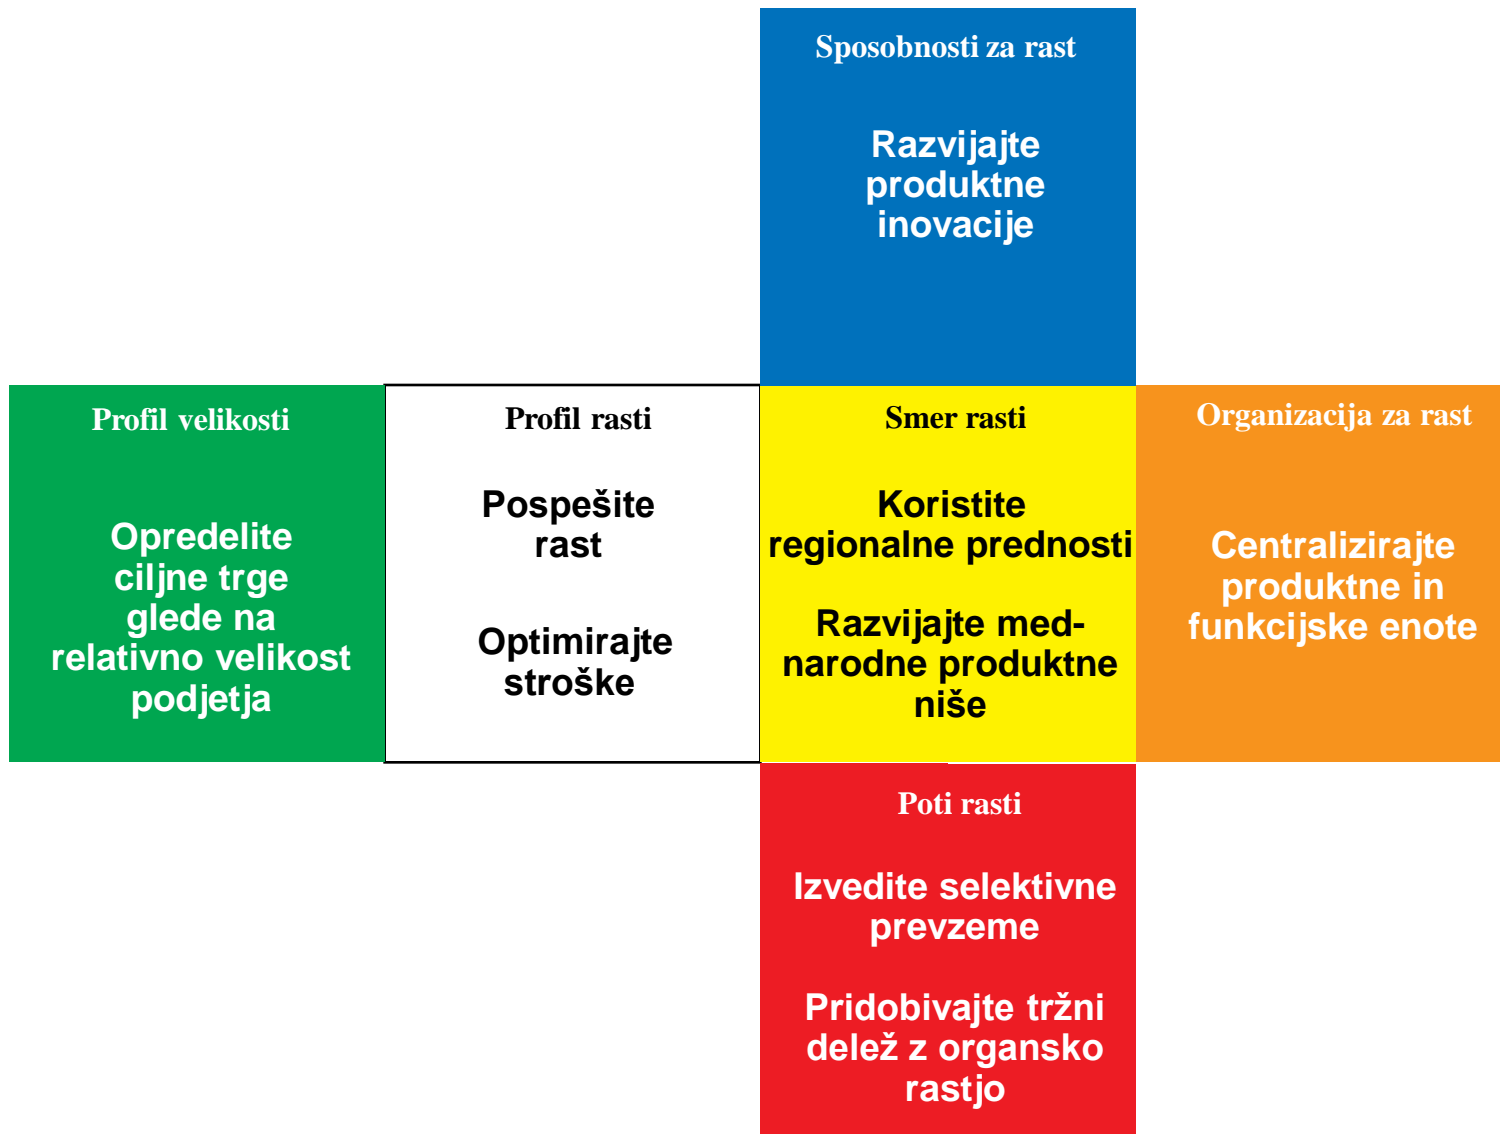 Sposobnosti za rast
Razvijajte
produktne
inovacije
Profil velikosti
Opredelite
ciljne trge
glede na
relativno velikost
podjetja
Profil rasti
Pospešite
rast
Optimirajte
stroške
Smer rasti
Koristite
regionalne prednosti
Razvijajte med-
narodne produktne
niše
Organizacija za rast
Centralizirajte
produktne in
funkcijske enote
Poti rasti
Izvedite selektivne
prevzeme
Pridobivajte tržni
delež z organsko
rastjo